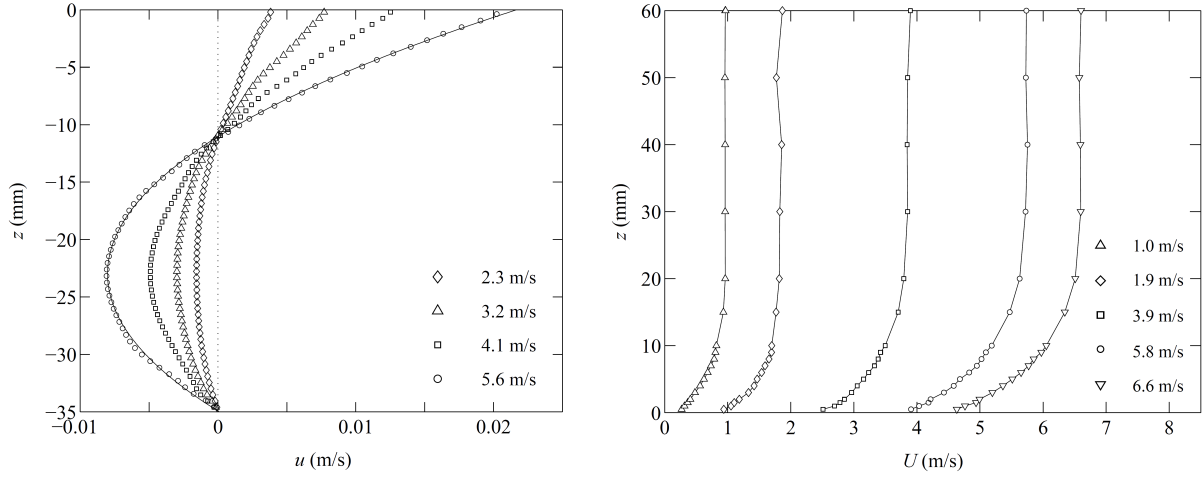 0
−5
−10
−15
−20
−25
−30
−35
z (mm)
−0.01
0
0.01
0.02
u (m/s)
2.3 m/s
3.2 m/s
4.1 m/s
5.6 m/s
60
50
40
30
20
10
0
z (mm)
0
1
2
3
4
5
6
7
8
U (m/s)
1.0 m/s
1.9 m/s
3.9 m/s
5.8 m/s
6.6 m/s